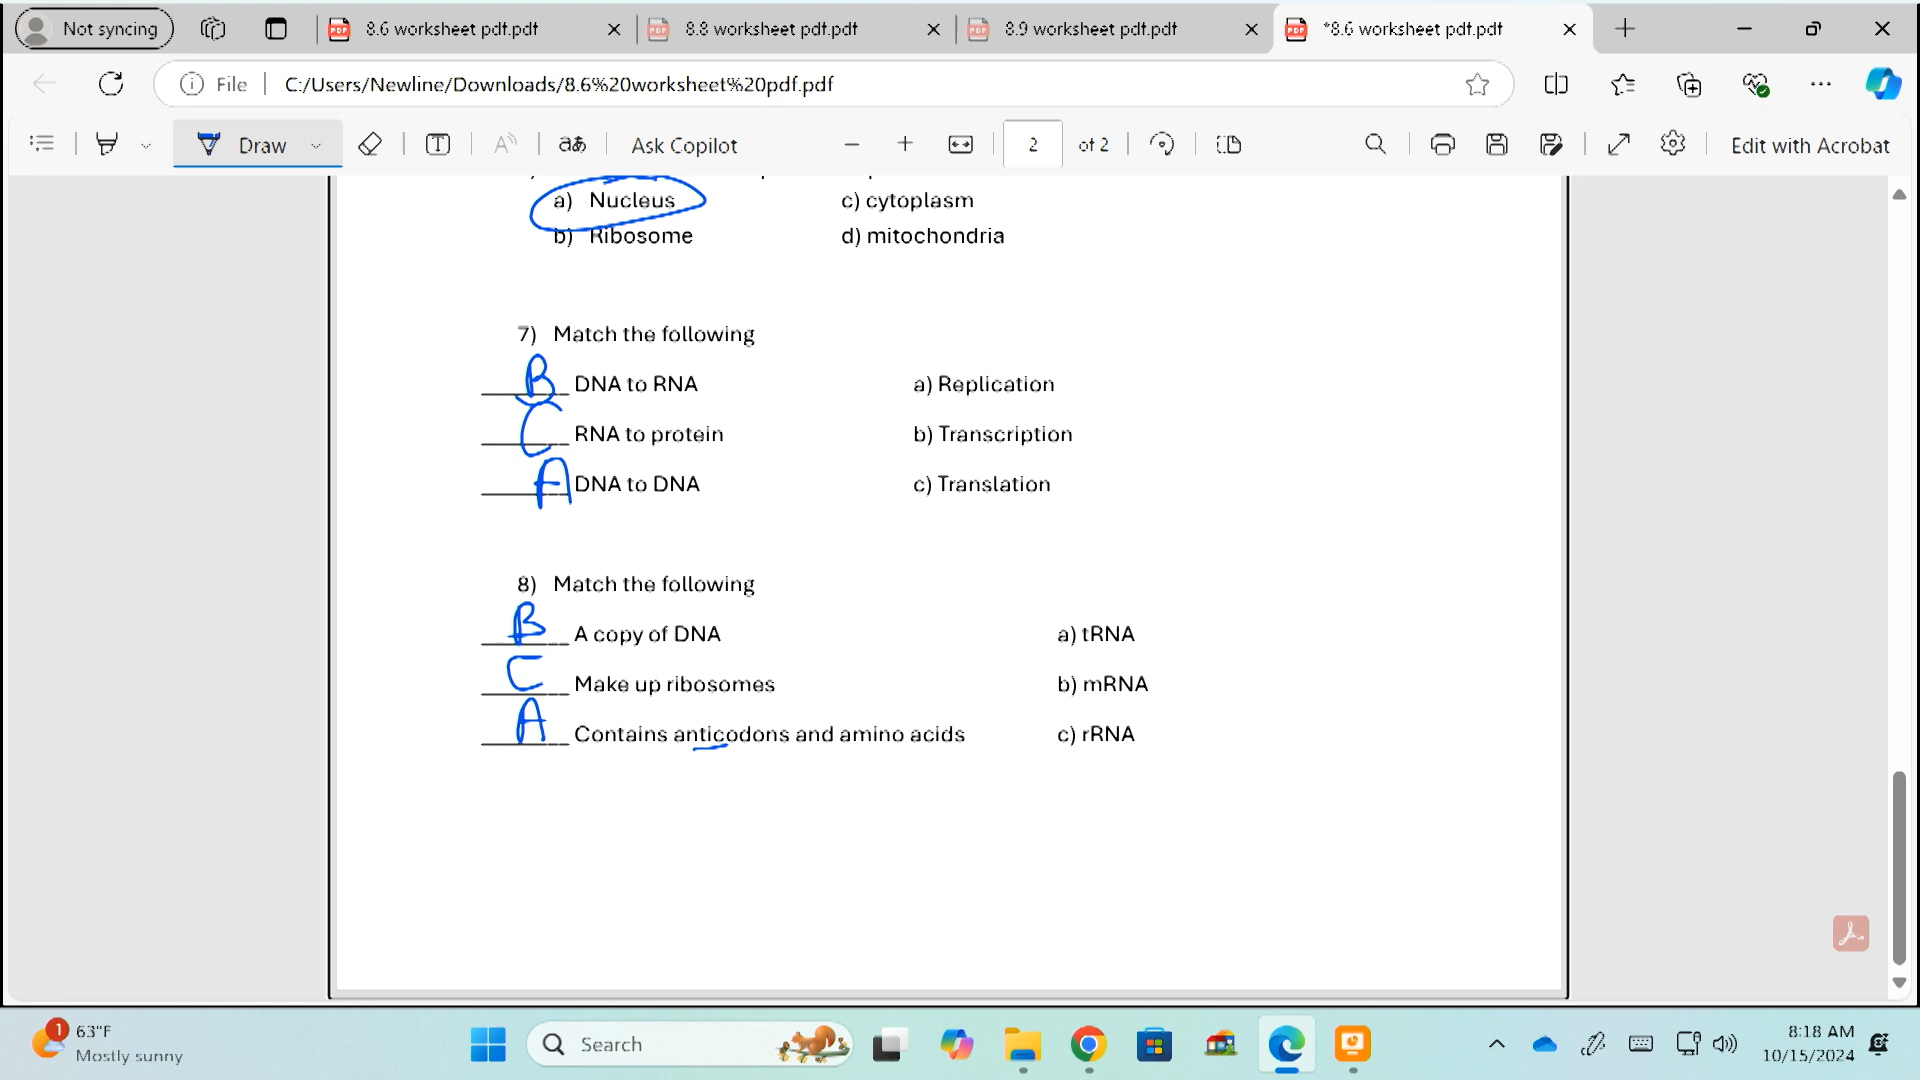 Not syncing
8.6 worksheet pdf.pdf
8.8 worksheet pdf.pdf
8.9 worksheet pdf.pdf
*8.6 worksheet pdf.pdf
File
C:/Users/Newline/Downloads/8.6%20worksheet%20pdf.pdf
Draw
Ask Copilot
2 of 2
Edit with Acrobat
a) Nucleus c) cytoplasm
b) Ribosome d) mitochondria
7) Match the following
B DNA to RNA a) Replication
C RNA to protein b) Transcription
A DNA to DNA c) Translation
8) Match the following
B A copy of DNA a) tRNA
C Make up ribosomes b) mRNA
A Contains anticodons and amino acids c) rRNA
1
63°F
Mostly sunny
Search
8:18 AM
10/15/2024